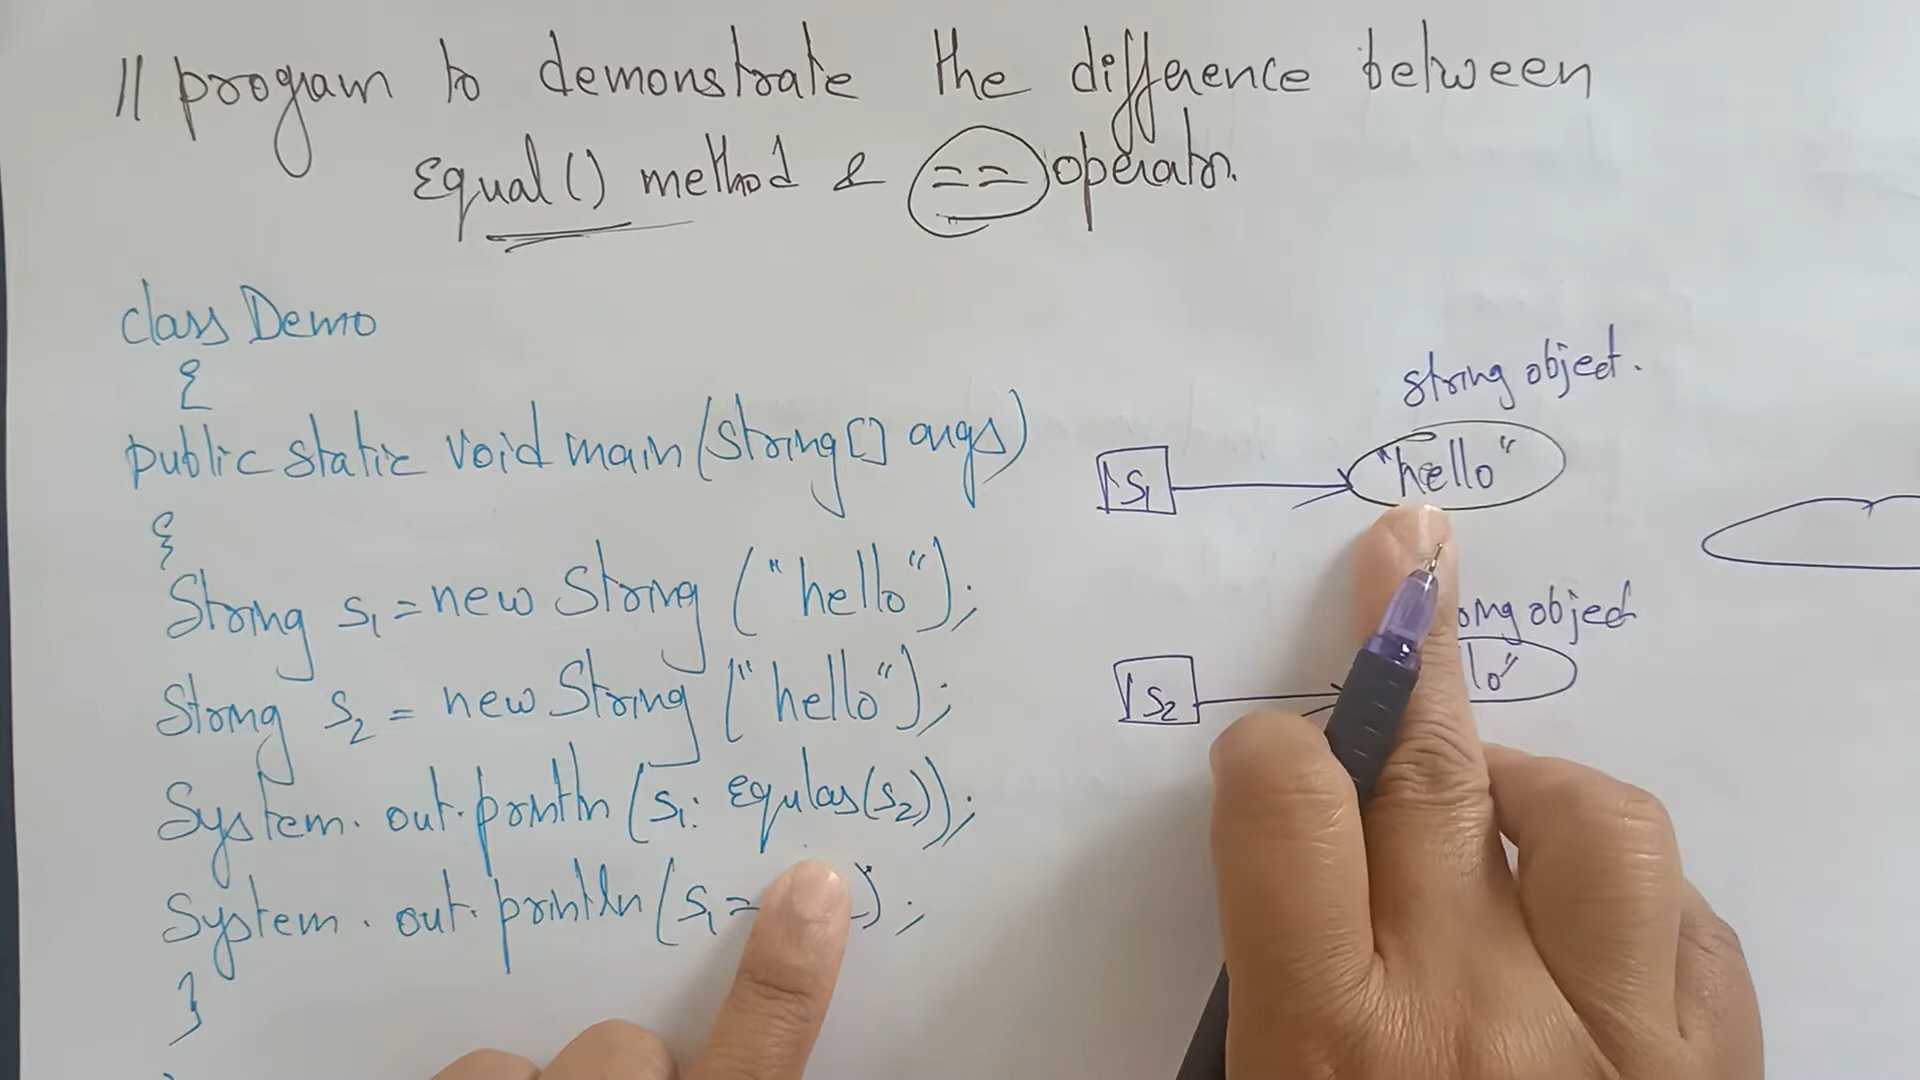 // program to demonstrate the difference between
Equal() method & == operator.
class Demo
{
public static void main(String[] args)
{
String s1 = new String ("hello");
String s2 = new String ("hello");
System.out.println (s1. equlas(s2));
System.out.println (s1=
);
}
string object.
s1
"hello"
object
s2
lo"